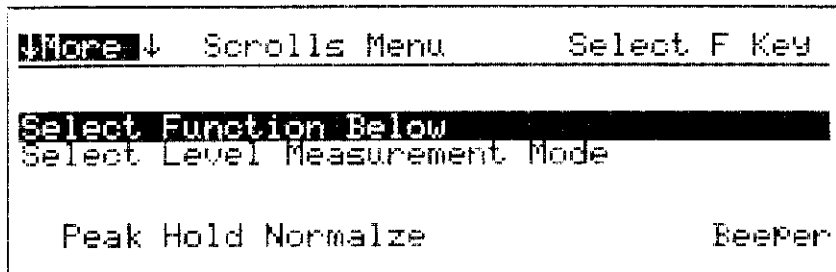 ↓More↓ Scrolls Menu Select F Key
Select Function Below
Select Level Measurement Mode
Peak Hold Normalze Beeper